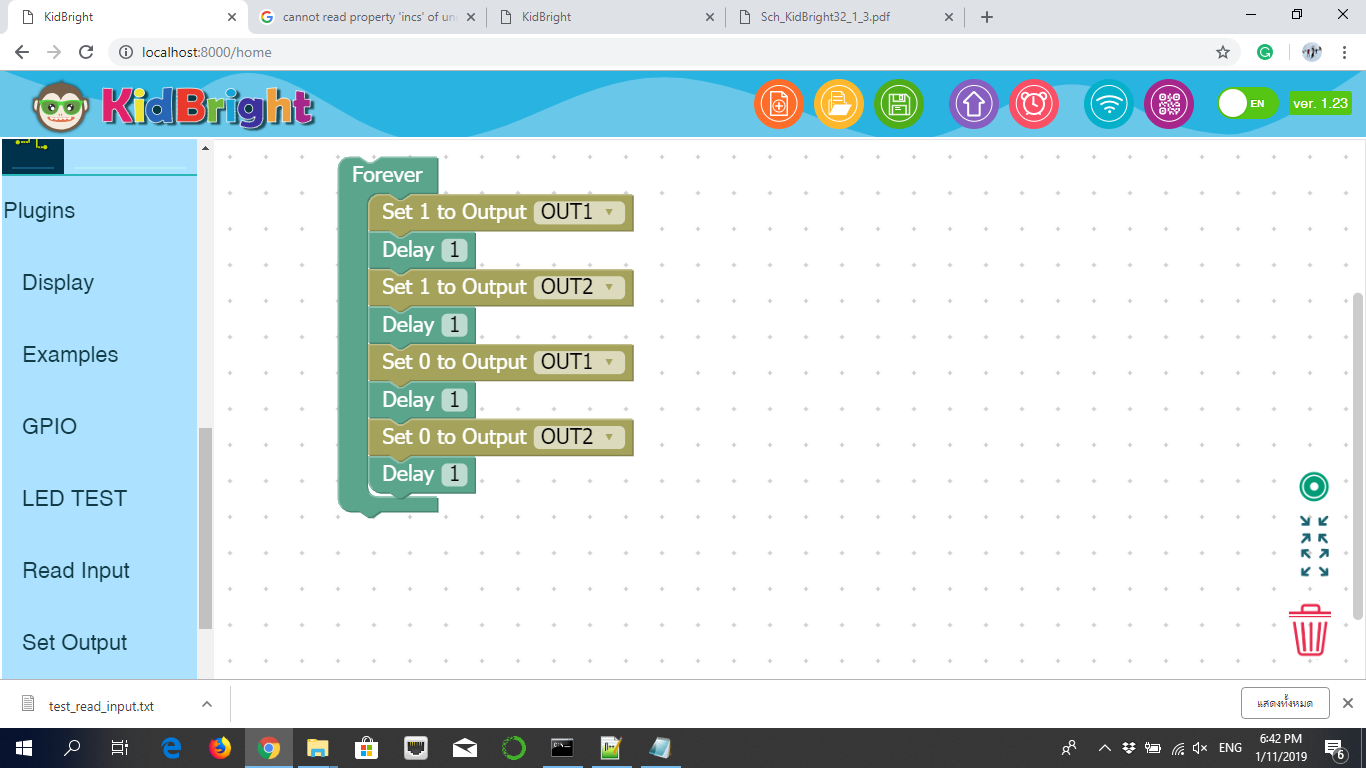 KidBright
cannot read property 'incs' of un
KidBright
Sch_KidBright32_1_3.pdf
localhost:8000/home
KidBright
EN
ver. 1.23
Plugins
Display
Examples
GPIO
LED TEST
Read Input
Set Output
Forever
Set 1 to Output OUT1
Delay 1
Set 1 to Output OUT2
Delay 1
Set 0 to Output OUT1
Delay 1
Set 0 to Output OUT2
Delay 1
test_read_input.txt
แสดงทั้งหมด
ENG
6:42 PM
1/11/2019
6